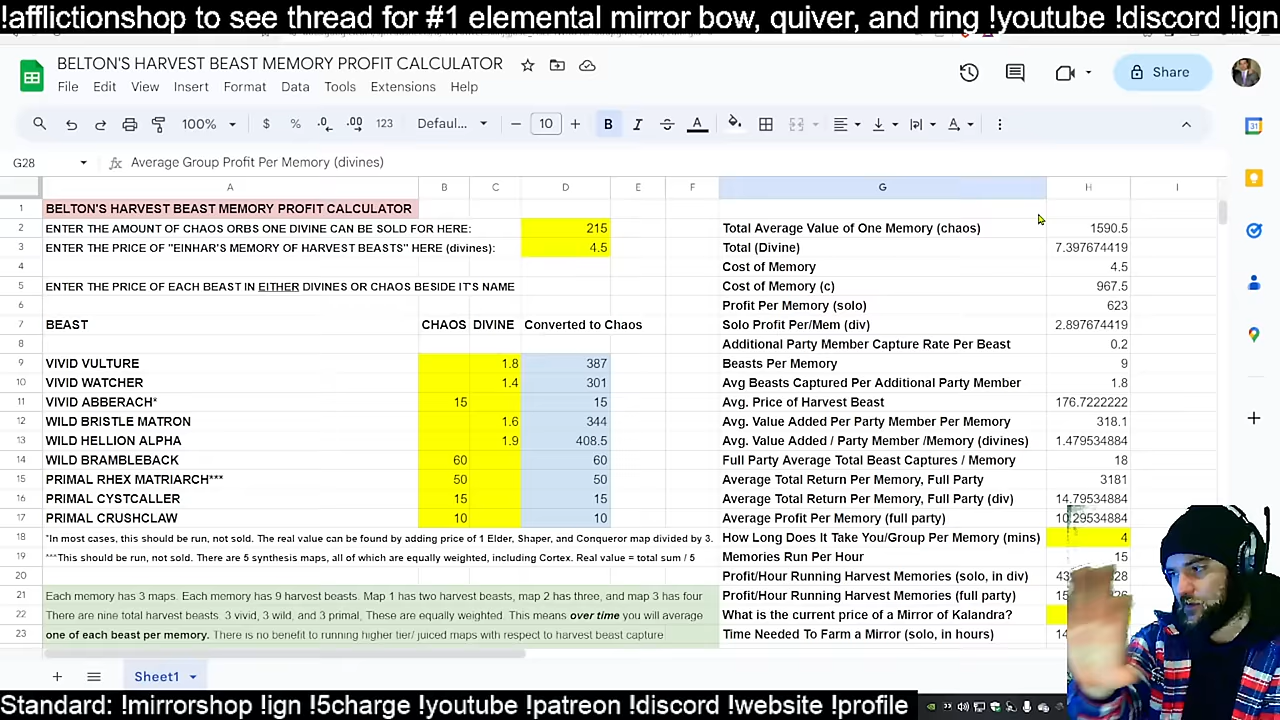 !afflictionshop to see thread for #1 elemental mirror bow, quiver, and ring !youtube !discord !ign
BELTON'S HARVEST BEAST MEMORY PROFIT CALCULATOR
Share
File Edit View Insert Format Data Tools Extensions Help
100% $ % .0 .00 123 Defaul... 10 B I A
G28 fx Average Group Profit Per Memory (divines)
A B C D E F G H I
1 BELTON'S HARVEST BEAST MEMORY PROFIT CALCULATOR
2 ENTER THE AMOUNT OF CHAOS ORBS ONE DIVINE CAN BE SOLD FOR HERE: 215 Total Average Value of One Memory (chaos) 1590.5
3 ENTER THE PRICE OF "EINHAR'S MEMORY OF HARVEST BEASTS" HERE (divines): 4.5 Total (Divine) 7.397674419
4 Cost of Memory 4.5
5 ENTER THE PRICE OF EACH BEAST IN EITHER DIVINES OR CHAOS BESIDE IT'S NAME Cost of Memory (c) 967.5
6 Profit Per Memory (solo) 623
7 BEAST CHAOS DIVINE Converted to Chaos Solo Profit Per/Mem (div) 2.897674419
8 Additional Party Member Capture Rate Per Beast 0.2
9 VIVID VULTURE 1.8 387 Beasts Per Memory 9
10 VIVID WATCHER 1.4 301 Avg Beasts Captured Per Additional Party Member 1.8
11 VIVID ABBERACH* 15 15 Avg. Price of Harvest Beast 176.7222222
12 WILD BRISTLE MATRON 1.6 344 Avg. Value Added Per Party Member Per Memory 318.1
13 WILD HELLION ALPHA 1.9 408.5 Avg. Value Added / Party Member /Memory (divines) 1.479534884
14 WILD BRAMBLEBACK 60 60 Full Party Average Total Beast Captures / Memory 18
15 PRIMAL RHEX MATRIARCH*** 50 50 Average Total Return Per Memory, Full Party 3181
16 PRIMAL CYSTCALLER 15 15 Average Total Return Per Memory, Full Party (div) 14.79534884
17 PRIMAL CRUSHCLAW 10 10 Average Profit Per Memory (full party) 10.29534884
18 *In most cases, this should be run, not sold. The real value can be found by adding price of 1 Elder, Shaper, and Conqueror map divided by 3. How Long Does It Take You/Group Per Memory (mins) 4
19 ***This should be run, not sold. There are 5 synthesis maps, all of which are equally weighted, including Cortex. Real value = total sum / 5 Memories Run Per Hour 15
20 Profit/Hour Running Harvest Memories (solo, in div)
21 Each memory has 3 maps. Each memory has 9 harvest beasts. Map 1 has two harvest beasts, map 2 has three, and map 3 has four Profit/Hour Running Harvest Memories (full party)
22 There are nine total harvest beasts. 3 vivid, 3 wild, and 3 primal. These are equally weighted. This means over time you will average What is the current price of a Mirror of Kalandra?
23 one of each beast per memory. There is no benefit to running higher tier/ juiced maps with respect to harvest beast capture Time Needed To Farm a Mirror (solo, in hours)
Sheet1
Standard: !mirrorshop !ign !5charge !youtube !patreon !discord !website !profile